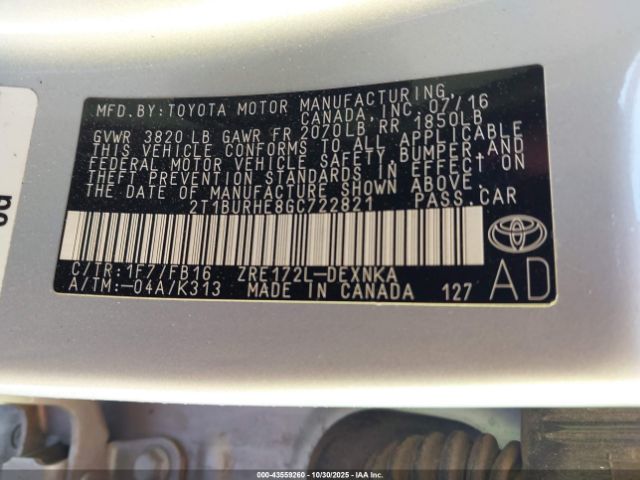 MFD. BY: TOYOTA MOTOR MANUFACTURING,
CANADA, INC. 07/16
GVWR 3820 LB GAWR FR 2070LB RR 1850LB
THIS VEHICLE CONFORMS TO ALL APPLICABLE
FEDERAL MOTOR VEHICLE SAFETY, BUMPER AND
THEFT PREVENTION STANDARDS IN EFFECT ON
THE DATE OF MANUFACTURE SHOWN ABOVE.
2T1BURHE8GC722821 PASS.CAR
C/TR:1F7/FB16 ZRE172L-DEXNKA
A/TM:-04A/K313 MADE IN CANADA 127
AD
© 43559260 - 10/30/2025 - IAAI.COM